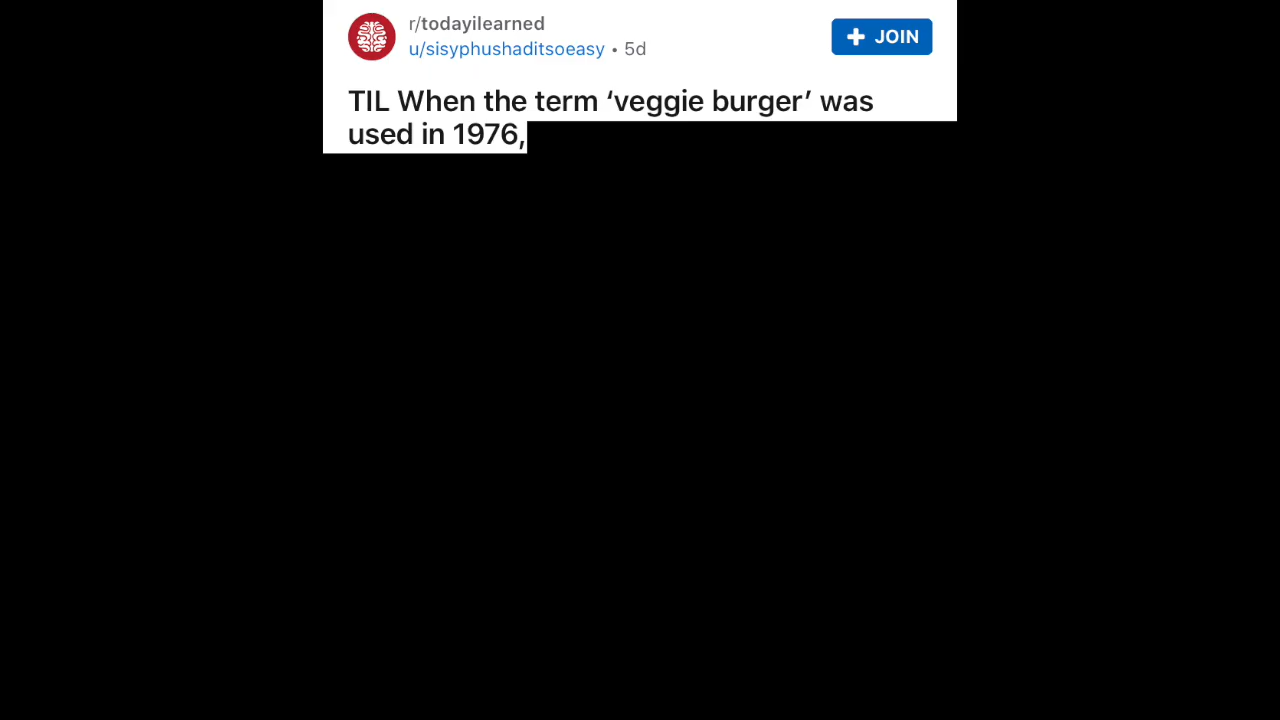 r/todayilearned
u/sisyphushaditsoeasy • 5d
JOIN
TIL When the term ‘veggie burger’ was
used in 1976,